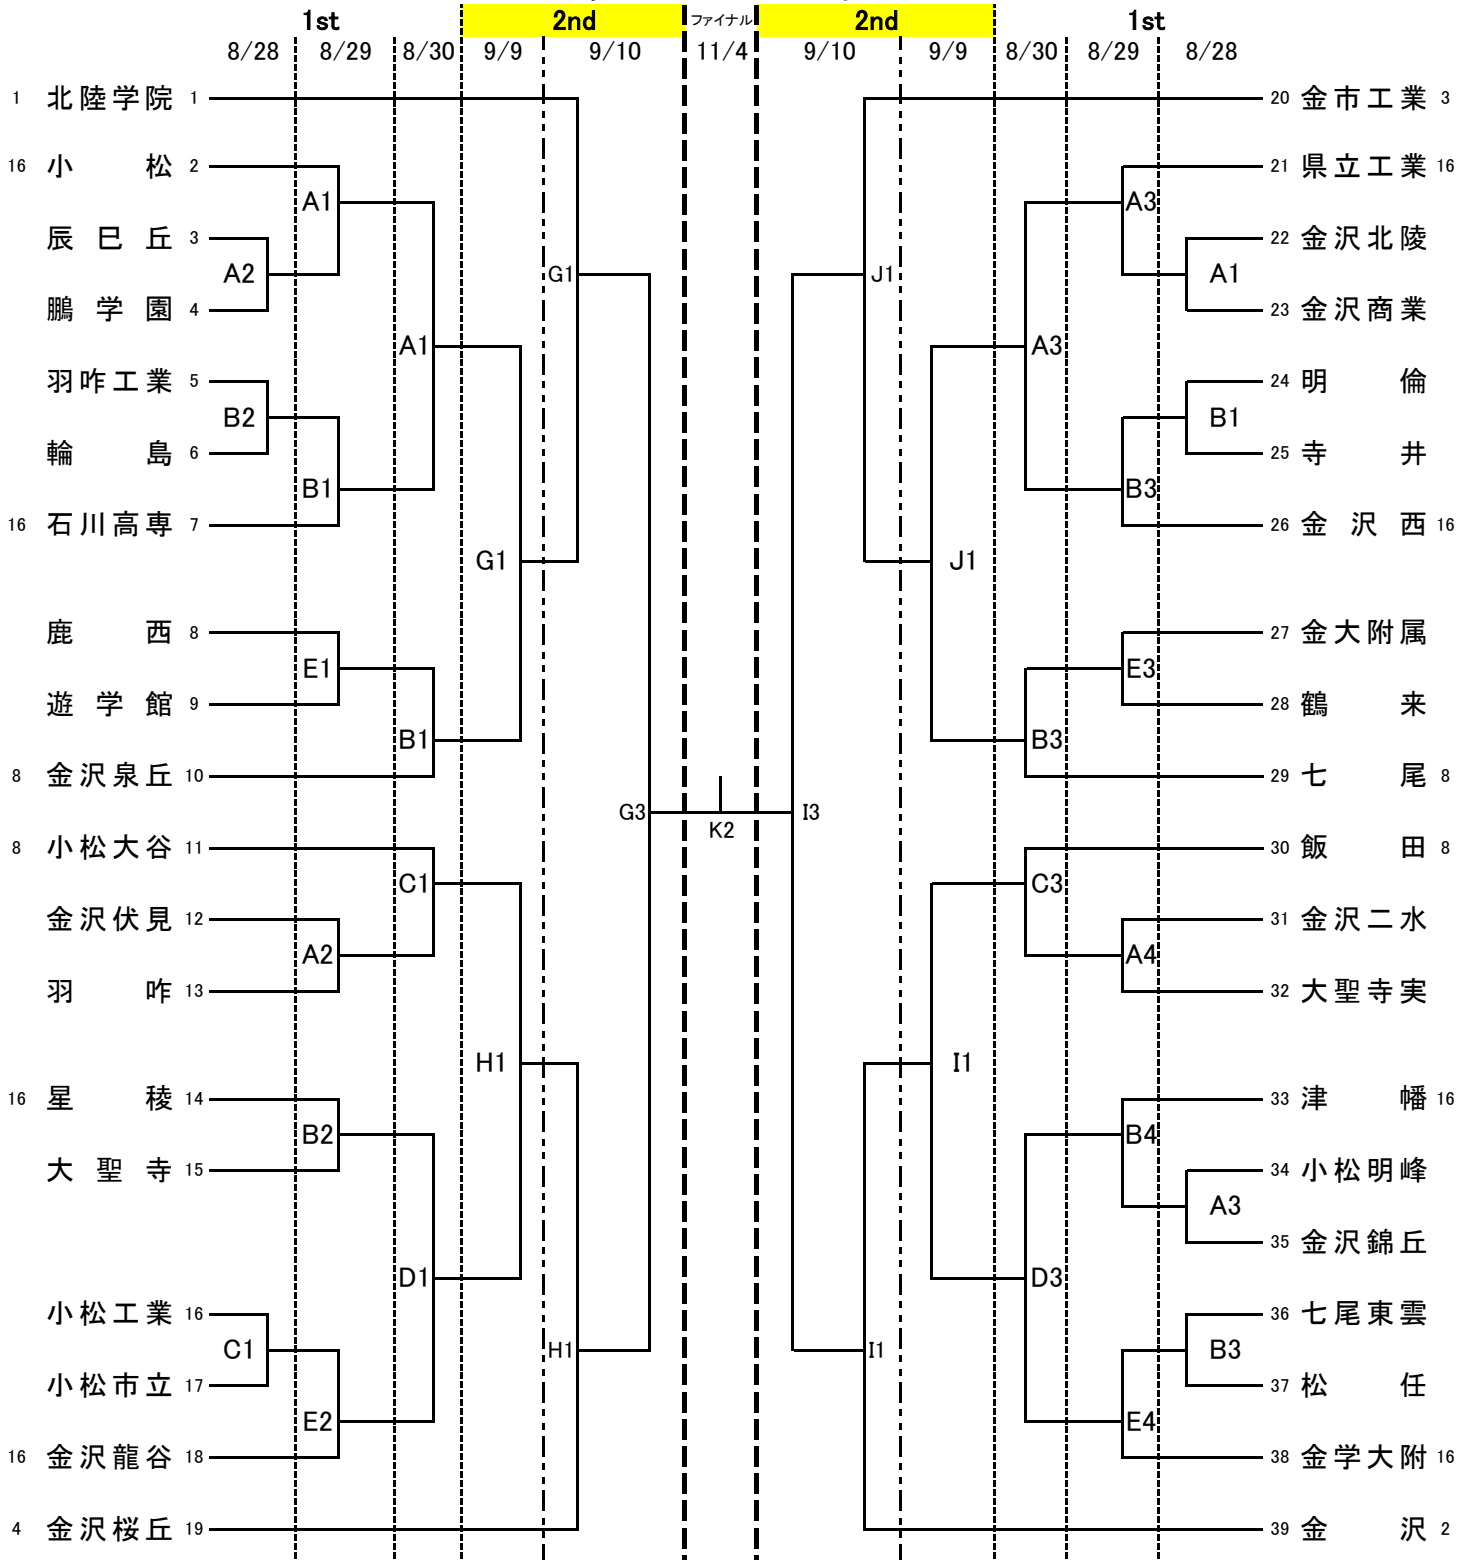 1st 2nd ファイナル 2nd 1st
8/28 8/29 8/30 9/9 9/10 11/4 9/10 9/9 8/30 8/29 8/28
1 北陸学院 1 20 金市工業 3
16 小松 2 21 県立工業 16
A1 A3
辰巳丘 3 22 金沢北陵
A2 G1 J1 A1
鵬学園 4 23 金沢商業
A1 A3
羽咋工業 5 24 明倫
B2 B1
輪島 6 25 寺井
B1 B3
16 石川高専 7 26 金沢西 16
G1 J1
鹿西 8 27 金大附属
E1 E3
遊学館 9 28 鶴来
B1 B3
8 金沢泉丘 10 29 七尾 8
G3 K2 I3
8 小松大谷 11 30 飯田 8
C1 C3
金沢伏見 12 31 金沢二水
A2 A4
羽咋 13 32 大聖寺実
H1 I1
16 星稜 14 33 津幡 16
B2 B4
大聖寺 15 34 小松明峰
A3
35 金沢錦丘
D1 D3
小松工業 16 36 七尾東雲
C1 H1 I1 B3
小松市立 17 37 松任
E2 E4
16 金沢龍谷 18 38 金学大附 16
4 金沢桜丘 19 39 金沢 2